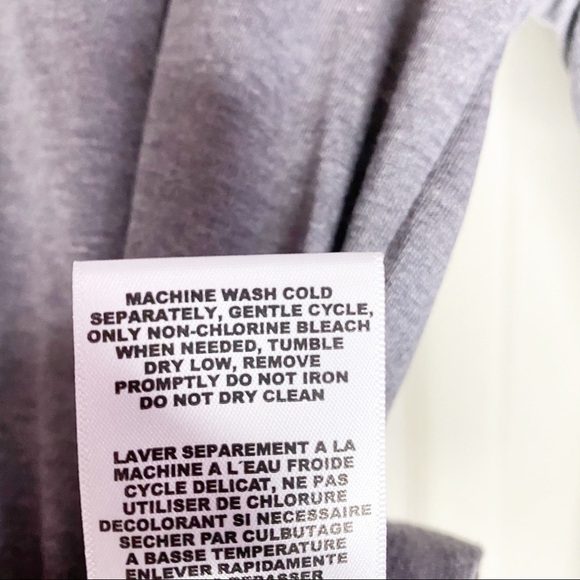 MACHINE WASH COLD
SEPARATELY, GENTLE CYCLE,
ONLY NON-CHLORINE BLEACH
WHEN NEEDED, TUMBLE
DRY LOW, REMOVE
PROMPTLY DO NOT IRON
DO NOT DRY CLEAN
LAVER SEPAREMENT A LA
MACHINE A L'EAU FROIDE
CYCLE DELICAT, NE PAS
UTILISER DE CHLORURE
DECOLORANT SI NECESSAIRE
SECHER PAR CULBUTAGE
A BASSE TEMPERATURE
ENLEVER RAPIDAMENTE
REPASSER